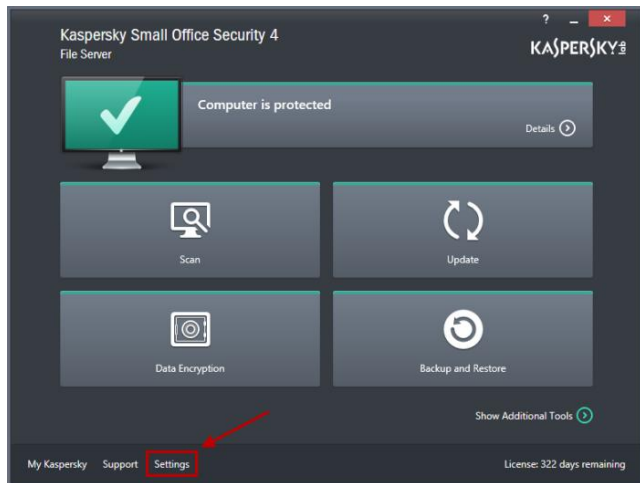 Kaspersky Small Office Security 4
File Server
? _ ×
KASPERSKY
Computer is protected
Details
Scan
Update
Data Encryption
Backup and Restore
Show Additional Tools
My Kaspersky Support Settings
License: 322 days remaining